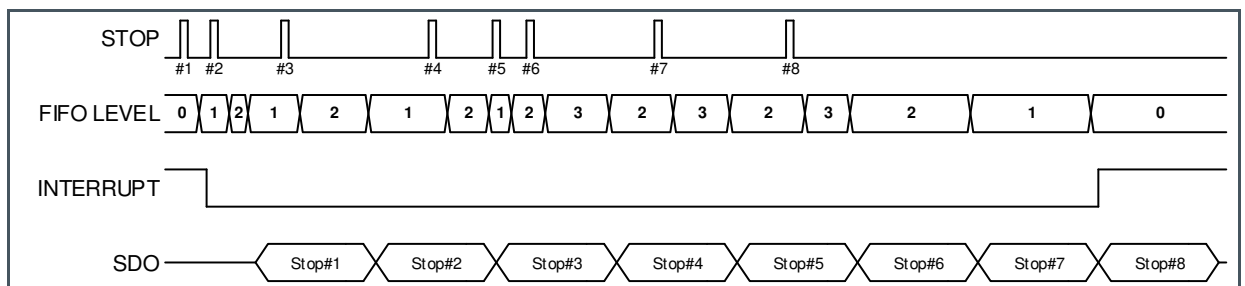 STOP
#1 #2 #3 #4 #5 #6 #7 #8
FIFO LEVEL 0 1 2 1 2 1 2 1 2 3 2 3 2 3 2 1 0
INTERRUPT
SDO Stop#1 Stop#2 Stop#3 Stop#4 Stop#5 Stop#6 Stop#7 Stop#8